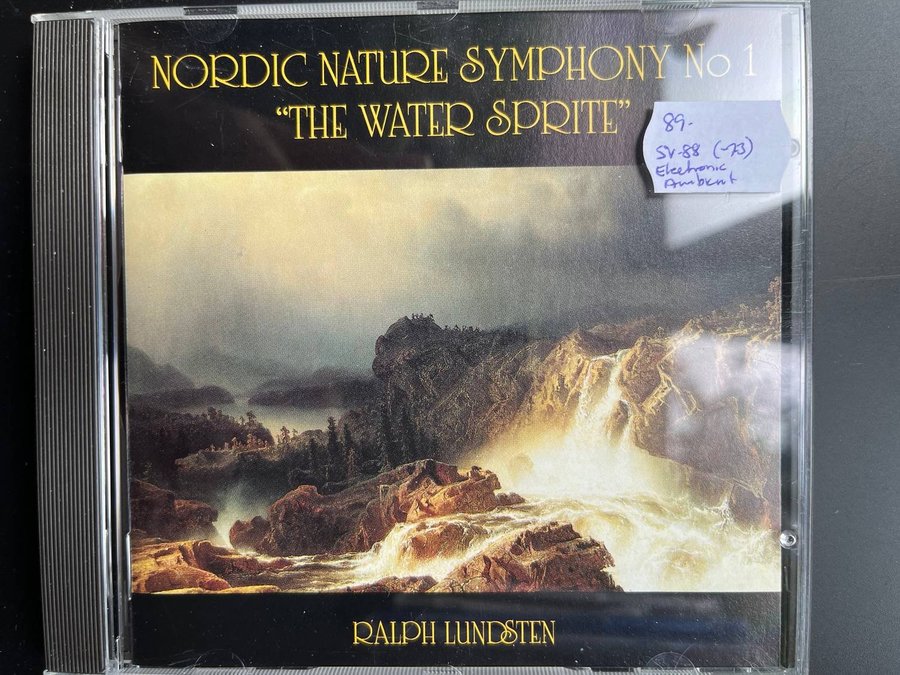 NORDIC NATURE SYMPHONY No 1
"THE WATER SPRITE"
89.-
SV-88 (-73)
Electronic
Ambient
RALPH LUNDSTEN